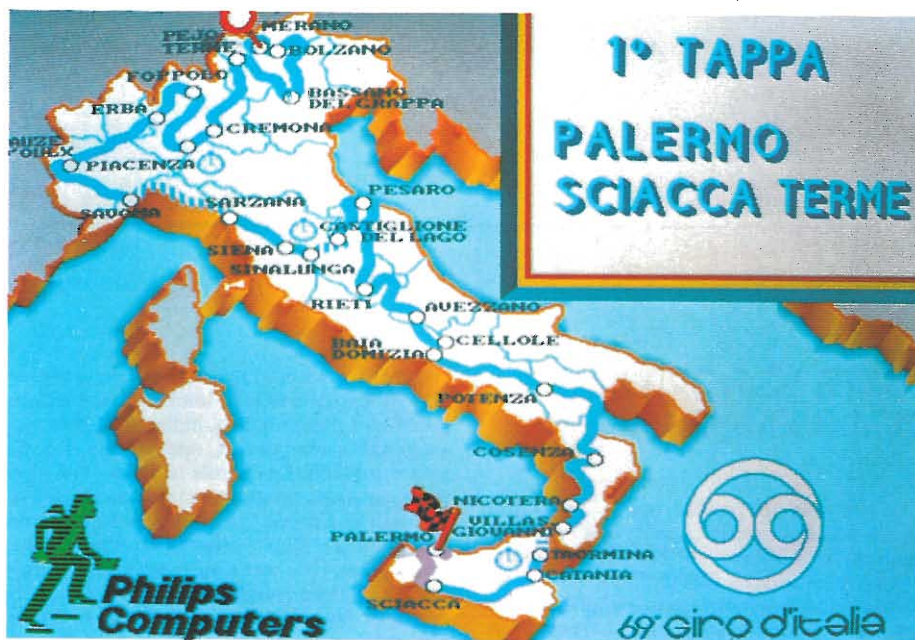 MERANO
PEJO
TERME
BOLZANO
FOPPOLO
BASSANO
DEL GRAPPA
ERBA
CREMONA
PIACENZA
SAVONA
SARZANA
PESARO
CASTIGLIONE
DEL LAGO
SIENA
SINALUNGA
RIETI
AVEZZANO
CELLOLE
BAIA
DOMIZIA
POTENZA
COSENZA
NICOTERA
VILLA S.
GIOVANNI
PALERMO
TAORMINA
CATANIA
SCIACCA
1° TAPPA
PALERMO
SCIACCA TERME
Philips
Computers
69
69° Giro d'italia